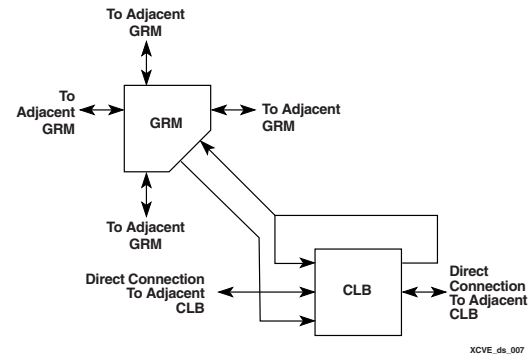 To Adjacent
GRM
To
Adjacent
GRM
GRM
To Adjacent
GRM
To Adjacent
GRM
Direct Connection
To Adjacent
CLB
CLB
Direct
Connection
To Adjacent
CLB
XCVE_ds_007